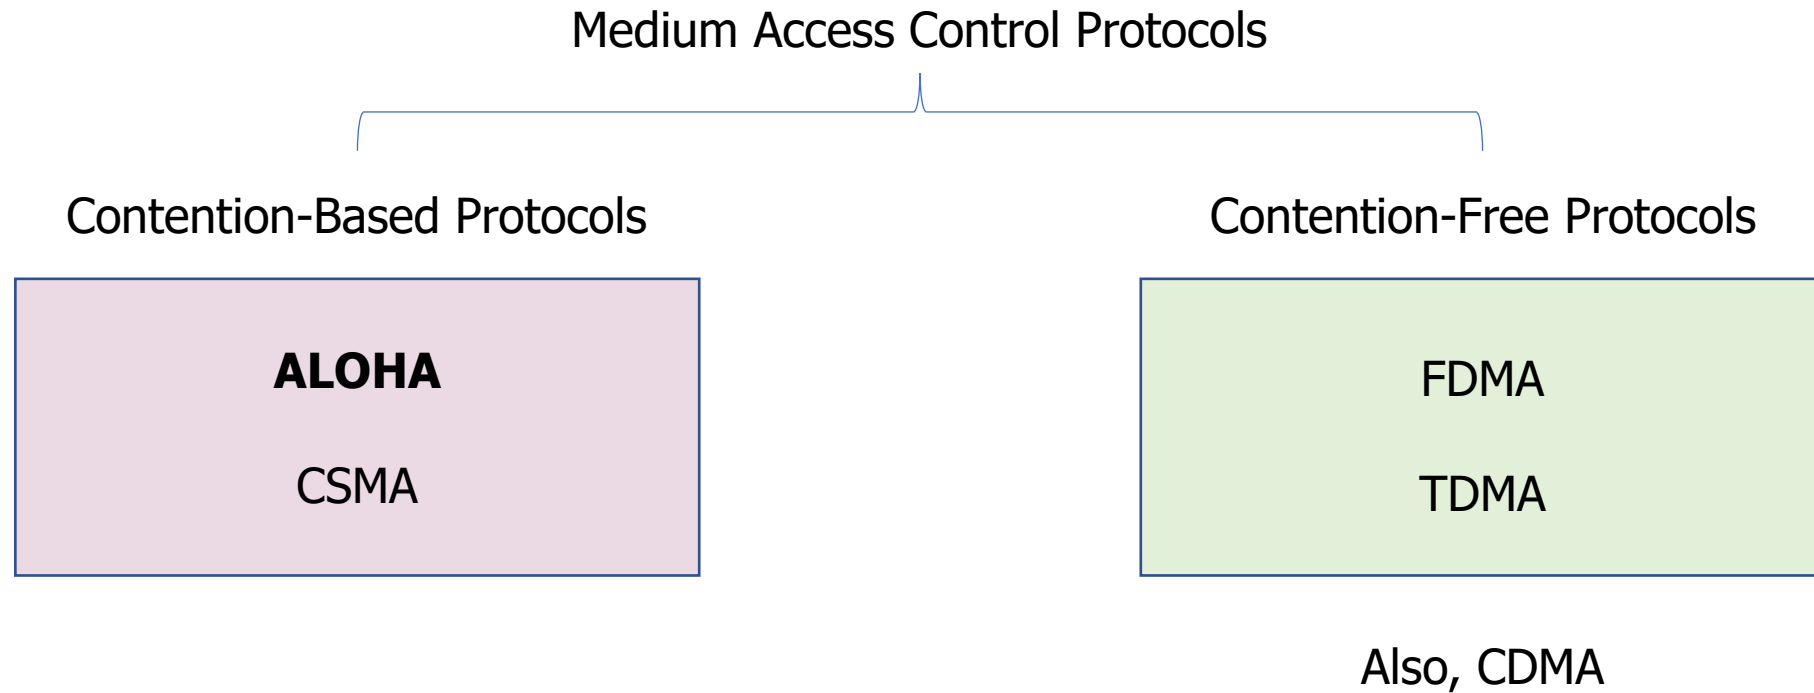 Medium Access Control Protocols
Contention-Based Protocols
ALOHA
CSMA
Contention-Free Protocols
FDMA
TDMA
Also, CDMA